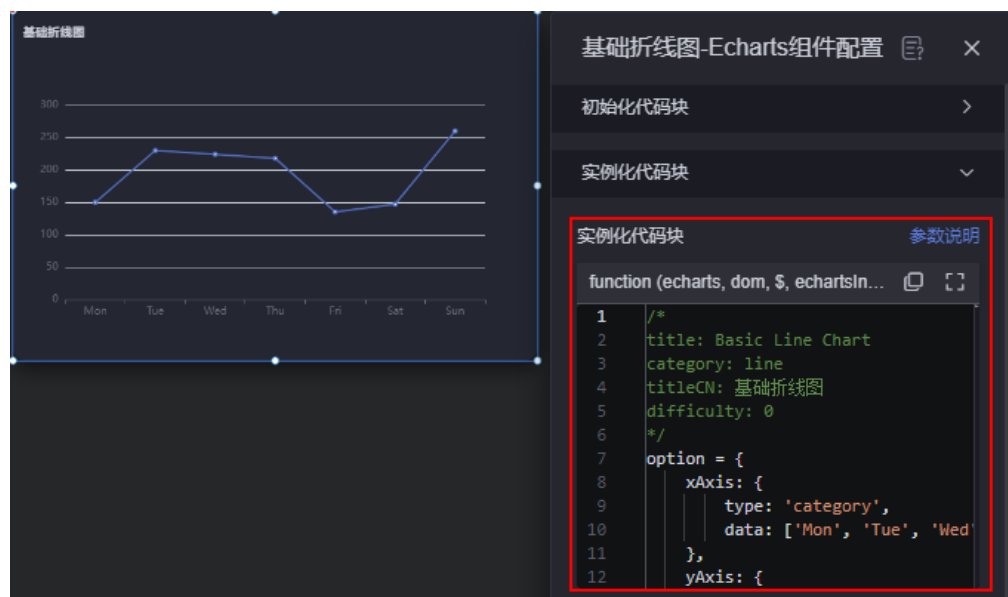 基础折线图
300
250
200
150
100
50
0
Mon Tue Wed Thu Fri Sat Sun
基础折线图-Echarts组件配置
初始化代码块
实例化代码块
实例化代码块 参数说明
function (echarts, dom, $, echartsIn...
1 /*
2 title: Basic Line Chart
3 category: line
4 titleCN: 基础折线图
5 difficulty: 0
6 */
7 option = {
8 xAxis: {
9 type: 'category',
10 data: ['Mon', 'Tue', 'Wed'
11 },
12 yAxis: {